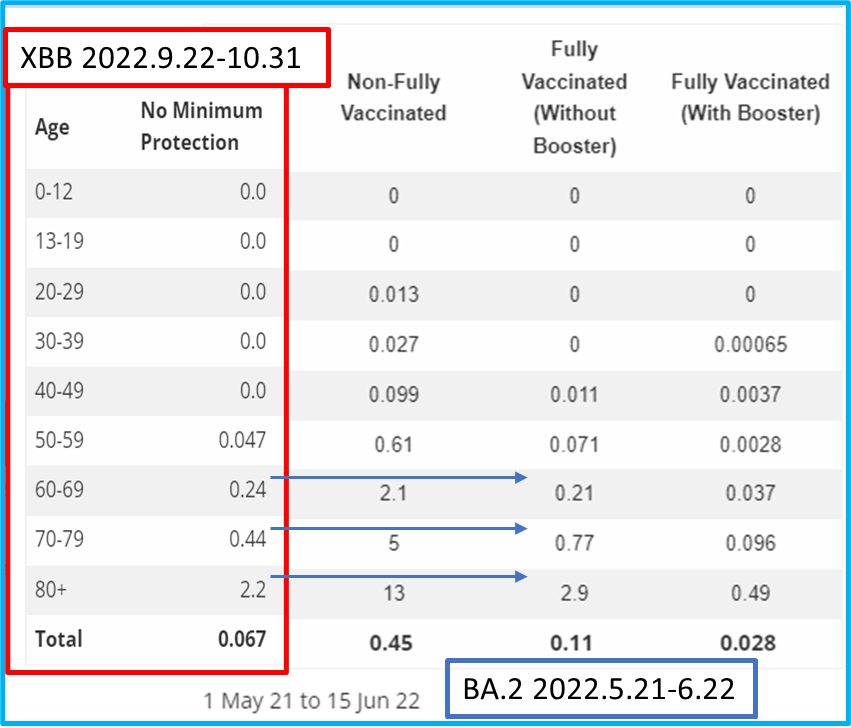 XBB 2022.9.22-10.31
Age No Minimum Protection Non-Fully Vaccinated Fully Vaccinated (Without Booster) Fully Vaccinated (With Booster)
0-12 0.0 0 0 0
13-19 0.0 0 0 0
20-29 0.0 0.013 0 0
30-39 0.0 0.027 0 0.00065
40-49 0.0 0.099 0.011 0.0037
50-59 0.047 0.61 0.071 0.0028
60-69 0.24 2.1 0.21 0.037
70-79 0.44 5 0.77 0.096
80+ 2.2 13 2.9 0.49
Total 0.067 0.45 0.11 0.028
1 May 21 to 15 Jun 22
BA.2 2022.5.21-6.22